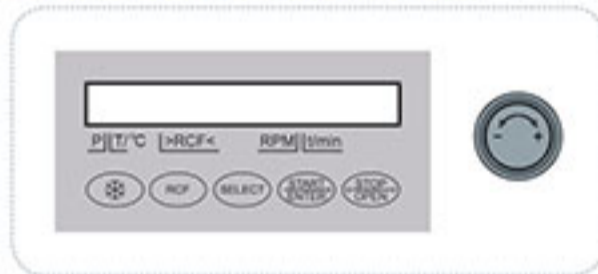 P T/°C >RCF< RPM t/min
RCF SELECT START ENTER STOP OPEN
- +